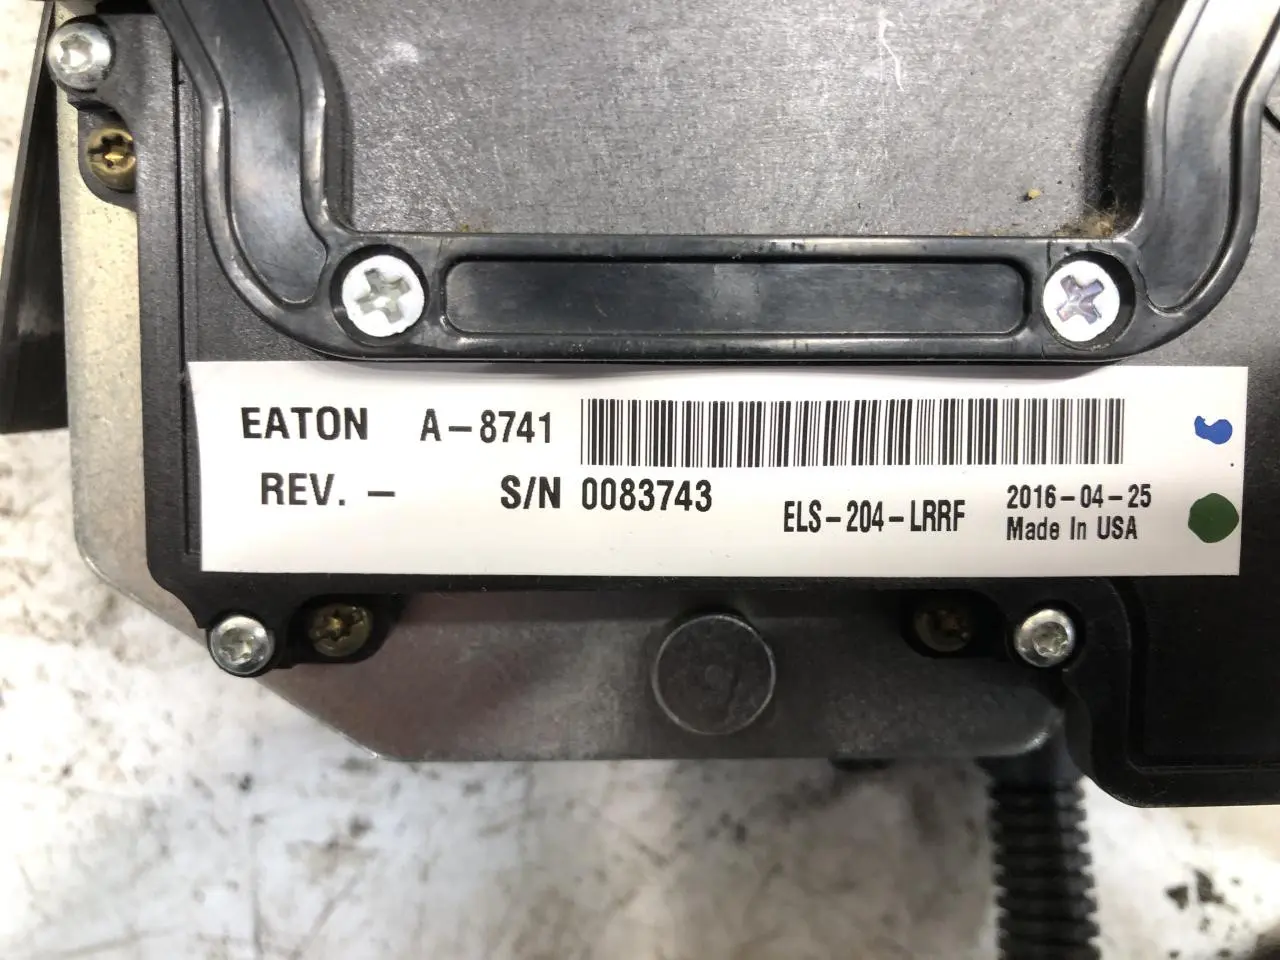 EATON A-8741
REV. - S/N 0083743 ELS-204-LRRF 2016-04-25
Made In USA